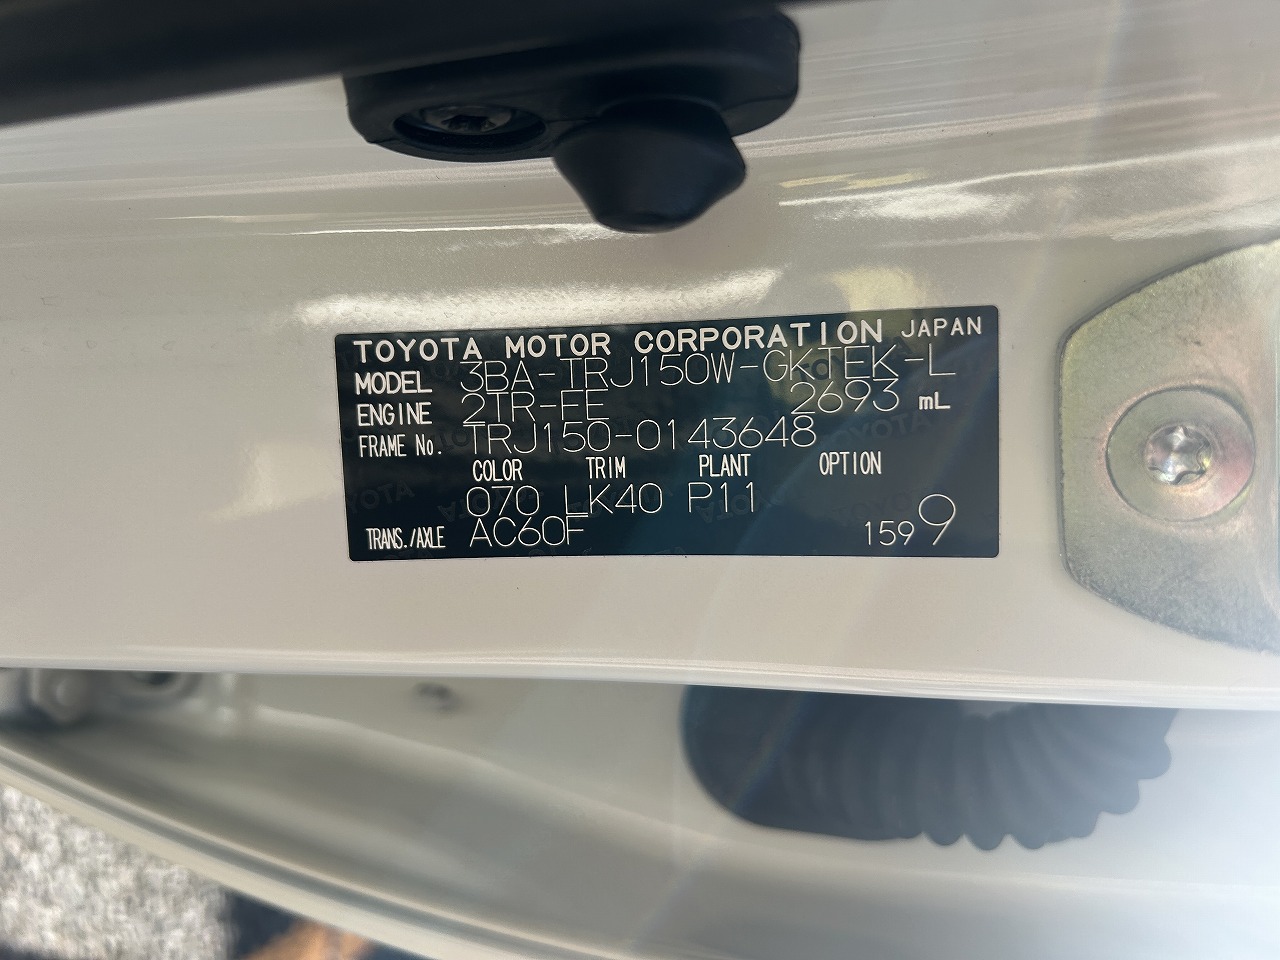 TOYOTA MOTOR CORPORATION JAPAN
MODEL 3BA-TRJ150W-GKTEK-L
ENGINE 2TR-FE 2693 mL
FRAME No. TRJ150-0143648
COLOR TRIM PLANT OPTION
070 LK40 P11
TRANS./AXLE AC60F 1599